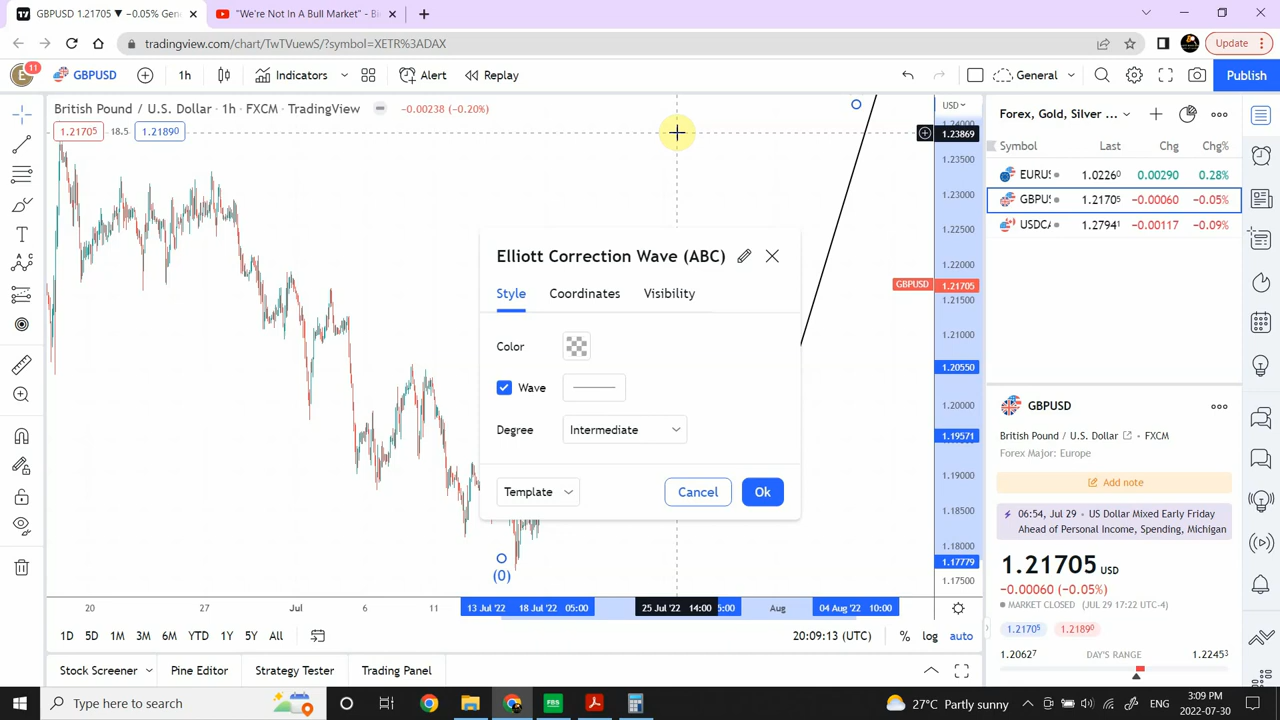 GBPUSD 1.21705 ▼ −0.05% Gen
"We're Not In A Bull Market" - B
tradingview.com/chart/TwTVuewS/?symbol=XETR%3ADAX
Update
11
GBPUSD
1h
Indicators
Alert
Replay
General
Publish
British Pound / U.S. Dollar · 1h · FXCM · TradingView
−0.00238 (−0.20%)
1.21705
18.5
1.21890
USD
1.24000
1.23869
1.23500
1.23000
1.22500
1.22000
GBPUSD
1.21705
1.21500
1.21000
1.20550
1.20000
1.19571
1.19000
1.18500
1.18000
1.17779
1.17500
Elliott Correction Wave (ABC)
Style
Coordinates
Visibility
Color
Wave
Degree
Intermediate
Template
Cancel
Ok
(0)
20
27
Jul
6
11
13 Jul '22
18 Jul '22 05:00
25 Jul '22 14:00
5:00
Aug
04 Aug '22 10:00
1D
5D
1M
3M
6M
YTD
1Y
5Y
All
20:09:13 (UTC)
%
log
auto
Stock Screener
Pine Editor
Strategy Tester
Trading Panel
Forex, Gold, Silver ...
Symbol
Last
Chg
Chg%
EURUS
1.02260
0.00290
0.28%
GBPUS
1.21705
−0.00060
−0.05%
USDCA
1.27941
−0.00117
−0.09%
GBPUSD
British Pound / U.S. Dollar • FXCM
Forex Major: Europe
Add note
06:54, Jul 29 • US Dollar Mixed Early Friday
Ahead of Personal Income, Spending, Michigan
1.21705 USD
−0.00060 (−0.05%)
MARKET CLOSED (JUL 29 17:22 UTC-4)
1.21705
1.21890
1.20627
DAY'S RANGE
1.22453
Type here to search
FBS
27°C Partly sunny
3:09 PM
2022-07-30